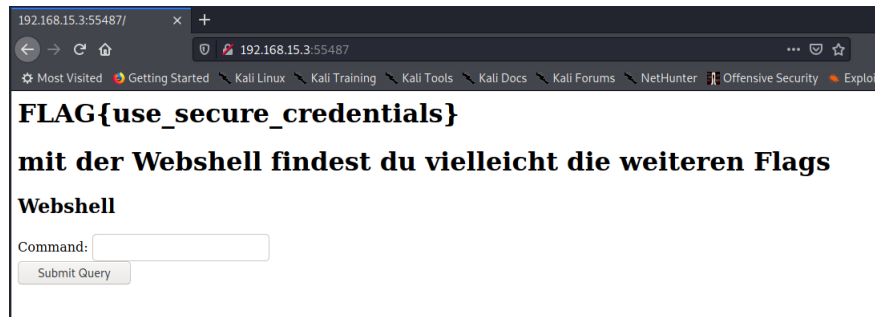 192.168.15.3:55487/
192.168.15.3:55487
Most Visited Getting Started Kali Linux Kali Training Kali Tools Kali Docs Kali Forums NetHunter Offensive Security Exploi
FLAG{use_secure_credentials}
mit der Webshell findest du vielleicht die weiteren Flags
Webshell
Command:
Submit Query